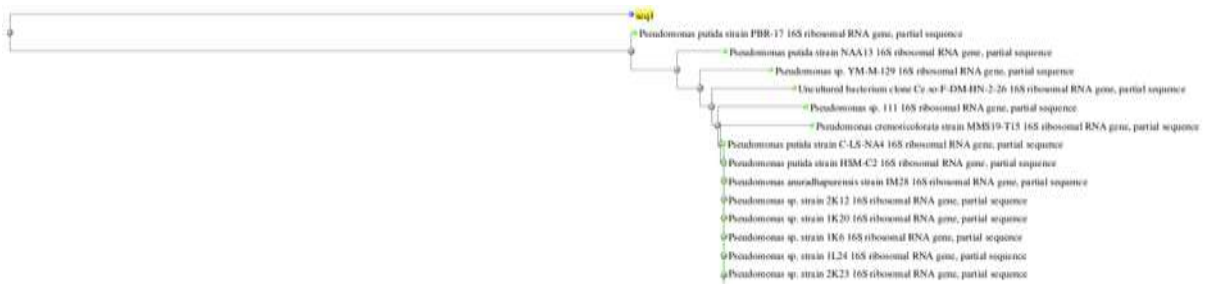 seq1
Pseudomonas putida strain PBR-17 16S ribosomal RNA gene, partial sequence
Pseudomonas putida strain NAA13 16S ribosomal RNA gene, partial sequence
Pseudomonas sp. YM-M-129 16S ribosomal RNA gene, partial sequence
Uncultured bacterium clone Ce-so-F-DM-HN-2-26 16S ribosomal RNA gene, partial sequence
Pseudomonas sp. 111 16S ribosomal RNA gene, partial sequence
Pseudomonas cremoricolorata strain MMS19-T15 16S ribosomal RNA gene, partial sequence
Pseudomonas putida strain C-LS-NA4 16S ribosomal RNA gene, partial sequence
Pseudomonas putida strain HSM-C2 16S ribosomal RNA gene, partial sequence
Pseudomonas anuradhapurensis strain IM28 16S ribosomal RNA gene, partial sequence
Pseudomonas sp. strain 2K12 16S ribosomal RNA gene, partial sequence
Pseudomonas sp. strain 1K20 16S ribosomal RNA gene, partial sequence
Pseudomonas sp. strain 1K6 16S ribosomal RNA gene, partial sequence
Pseudomonas sp. strain 1L24 16S ribosomal RNA gene, partial sequence
Pseudomonas sp. strain 2K23 16S ribosomal RNA gene, partial sequence